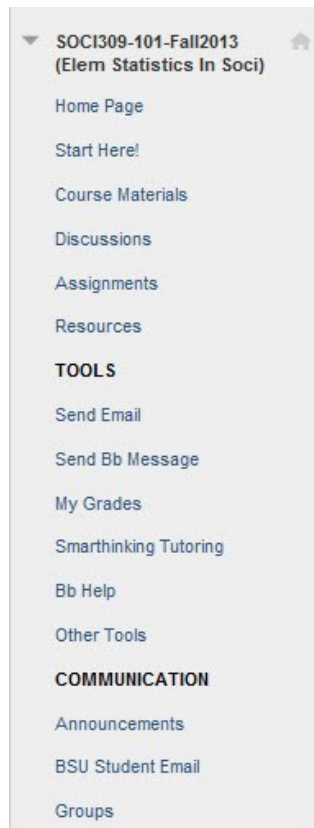 SOCI309-101-Fall2013
(Elem Statistics In Soci)
Home Page
Start Here!
Course Materials
Discussions
Assignments
Resources
TOOLS
Send Email
Send Bb Message
My Grades
Smarthinking Tutoring
Bb Help
Other Tools
COMMUNICATION
Announcements
BSU Student Email
Groups